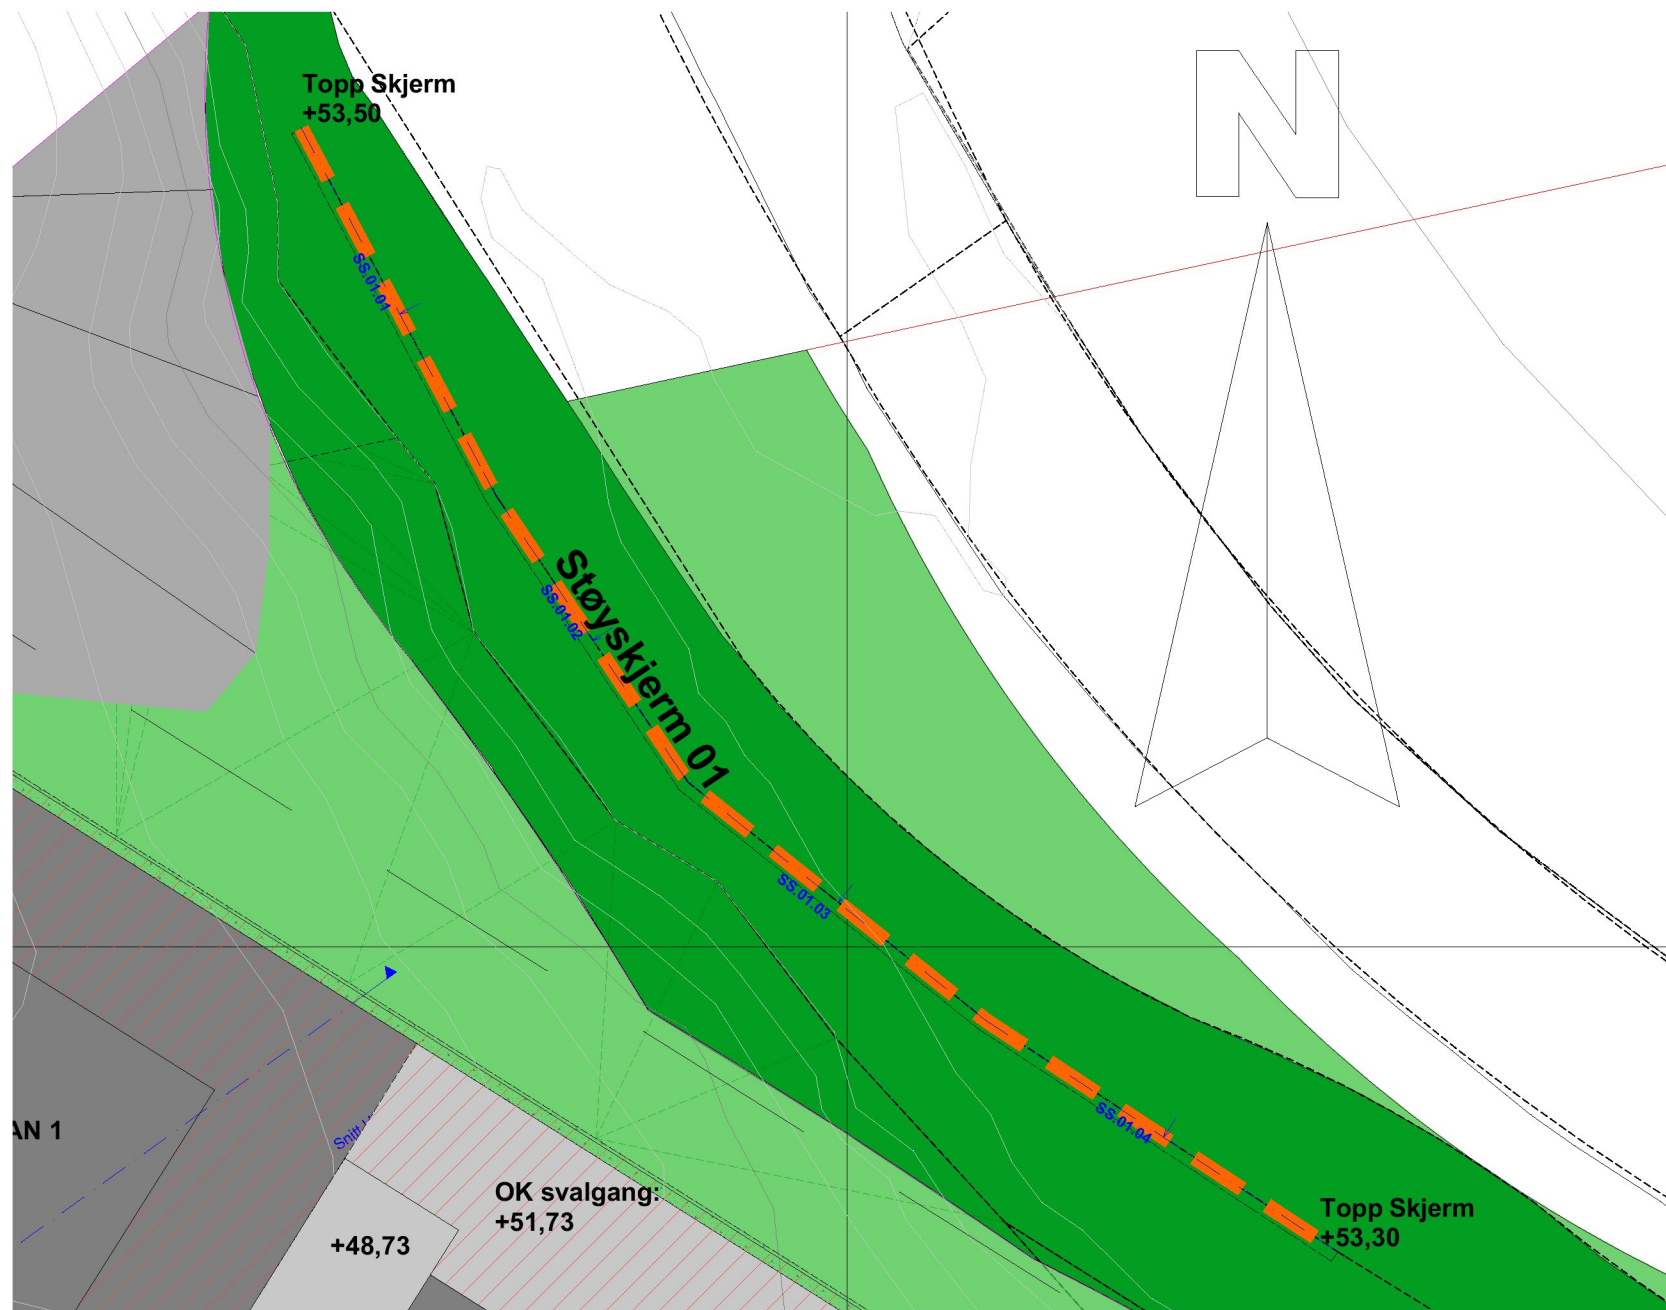 Topp Skjerm
+53,50
N
SS.01.01
SS.01.02
Støyskjerm 01
SS.01.03
SS.01.04
AN 1
Snitt
OK svalgang:
+51,73
+48,73
Topp Skjerm
+53,30